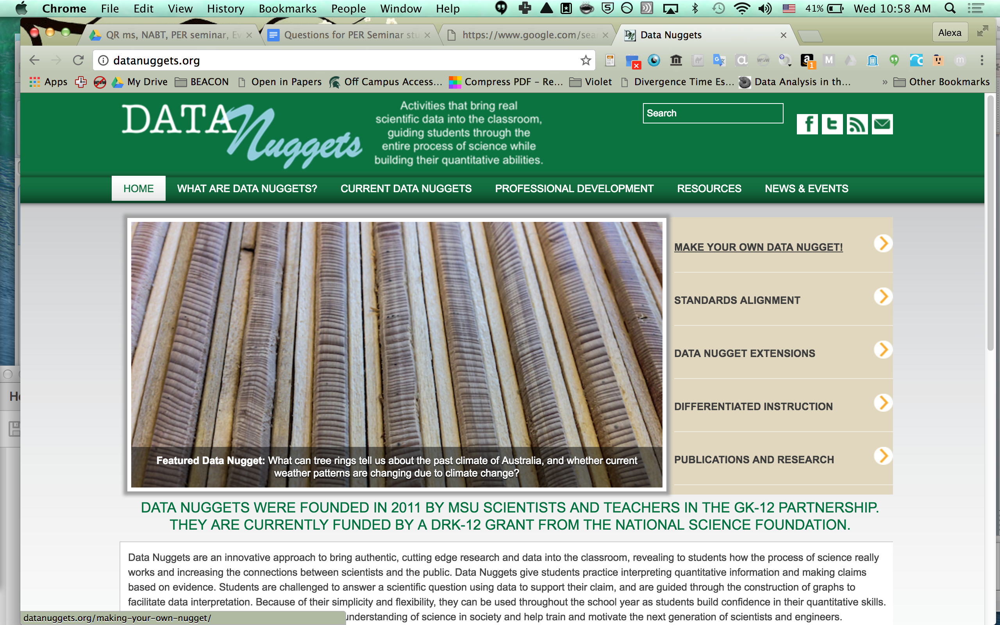 Chrome File Edit View History Bookmarks People Window Help 41% Wed 10:58 AM
QR ms, NABT, PER seminar, Ev
Questions for PER Seminar stu
https://www.google.com/sea
Data Nuggets
Alexa
datanuggets.org
Apps My Drive BEACON Open in Papers Off Campus Access... Compress PDF – Re... Violet Divergence Time Es... Data Analysis in th... » Other Bookmarks
DATA Nuggets
Activities that bring real
scientific data into the classroom,
guiding students through the
entire process of science while
building their quantitative abilities.
Search
HOME WHAT ARE DATA NUGGETS? CURRENT DATA NUGGETS PROFESSIONAL DEVELOPMENT RESOURCES NEWS & EVENTS
Featured Data Nugget: What can tree rings tell us about the past climate of Australia, and whether current
weather patterns are changing due to climate change?
MAKE YOUR OWN DATA NUGGET!
STANDARDS ALIGNMENT
DATA NUGGET EXTENSIONS
DIFFERENTIATED INSTRUCTION
PUBLICATIONS AND RESEARCH
DATA NUGGETS WERE FOUNDED IN 2011 BY MSU SCIENTISTS AND TEACHERS IN THE GK-12 PARTNERSHIP.
THEY ARE CURRENTLY FUNDED BY A DRK-12 GRANT FROM THE NATIONAL SCIENCE FOUNDATION.
Data Nuggets are an innovative approach to bring authentic, cutting edge research and data into the classroom, revealing to students how the process of science really
works and increasing the connections between scientists and the public. Data Nuggets give students practice interpreting quantitative information and making claims
based on evidence. Students are challenged to answer a scientific question using data to support their claim, and are guided through the construction of graphs to
facilitate data interpretation. Because of their simplicity and flexibility, they can be used throughout the school year as students build confidence in their quantitative skills.
understanding of science in society and help train and motivate the next generation of scientists and engineers.
datanuggets.org/making-your-own-nugget/